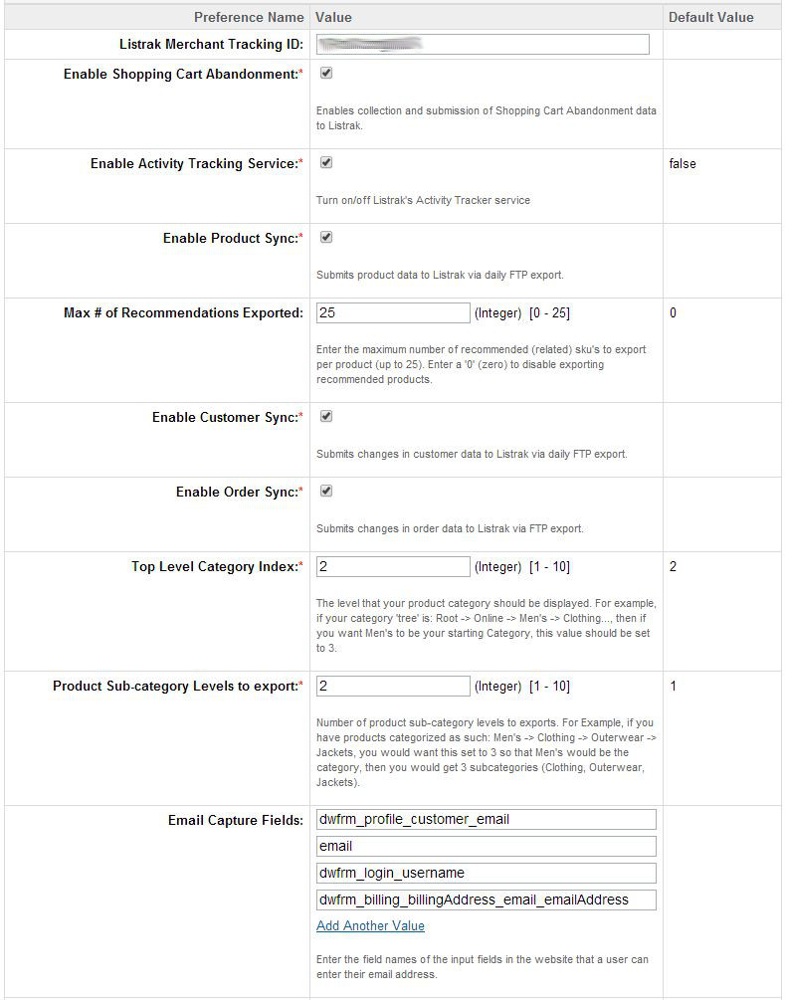 Preference Name Value Default Value
Listrak Merchant Tracking ID:
Enable Shopping Cart Abandonment:*
Enables collection and submission of Shopping Cart Abandonment data
to Listrak.
Enable Activity Tracking Service:* false
Turn on/off Listrak's Activity Tracker service
Enable Product Sync:*
Submits product data to Listrak via daily FTP export.
Max # of Recommendations Exported: 25 (Integer) [0 - 25] 0
Enter the maximum number of recommended (related) sku's to export
per product (up to 25). Enter a '0' (zero) to disable exporting
recommended products.
Enable Customer Sync:*
Submits changes in customer data to Listrak via daily FTP export.
Enable Order Sync:*
Submits changes in order data to Listrak via FTP export.
Top Level Category Index:* 2 (Integer) [1 - 10] 2
The level that your product category should be displayed. For example,
if your category 'tree' is: Root -> Online -> Men's -> Clothing..., then if
you want Men's to be your starting Category, this value should be set
to 3.
Product Sub-category Levels to export:* 2 (Integer) [1 - 10] 1
Number of product sub-category levels to exports. For Example, if you
have products categorized as such: Men's -> Clothing -> Outerwear ->
Jackets, you would want this set to 3 so that Men's would be the
category, then you would get 3 subcategories (Clothing, Outerwear,
Jackets).
Email Capture Fields: dwfrm_profile_customer_email
email
dwfrm_login_username
dwfrm_billing_billingAddress_email_emailAddress
Add Another Value
Enter the field names of the input fields in the website that a user can
enter their email address.